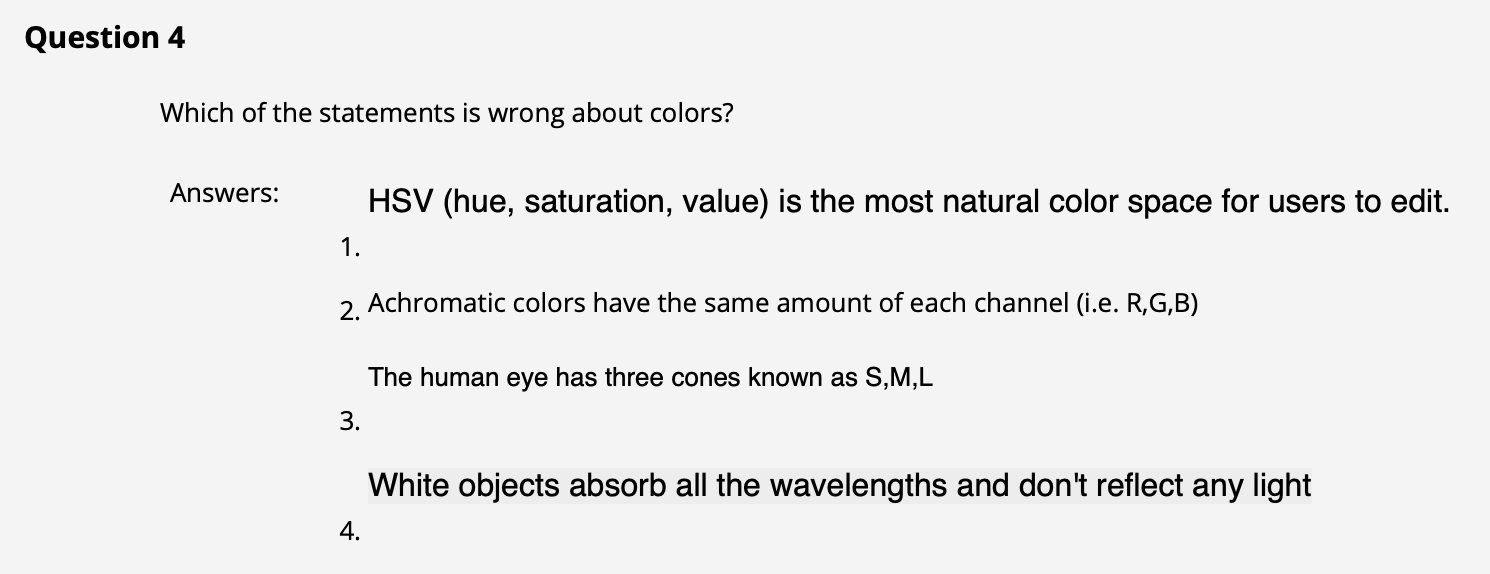 Question 4
Which of the statements is wrong about colors?
Answers:
HSV (hue, saturation, value) is the most natural color space for users to edit.
1.
2. Achromatic colors have the same amount of each channel (i.e. R,G,B)
The human eye has three cones known as S,M,L
3.
White objects absorb all the wavelengths and don't reflect any light
4.